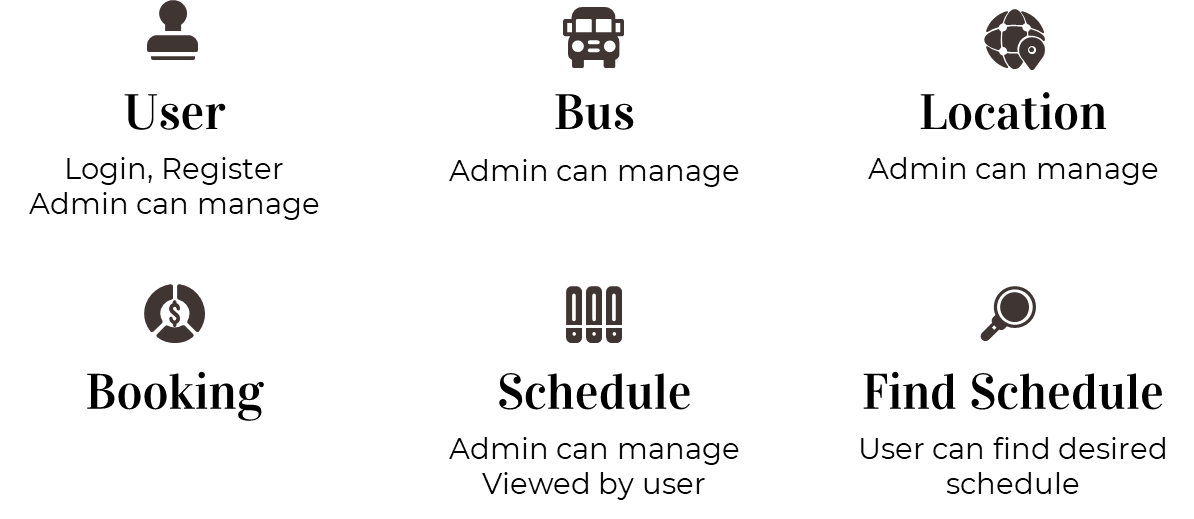 User
Login, Register
Admin can manage
Bus
Admin can manage
Location
Admin can manage
Booking
Schedule
Admin can manage
Viewed by user
Find Schedule
User can find desired
schedule